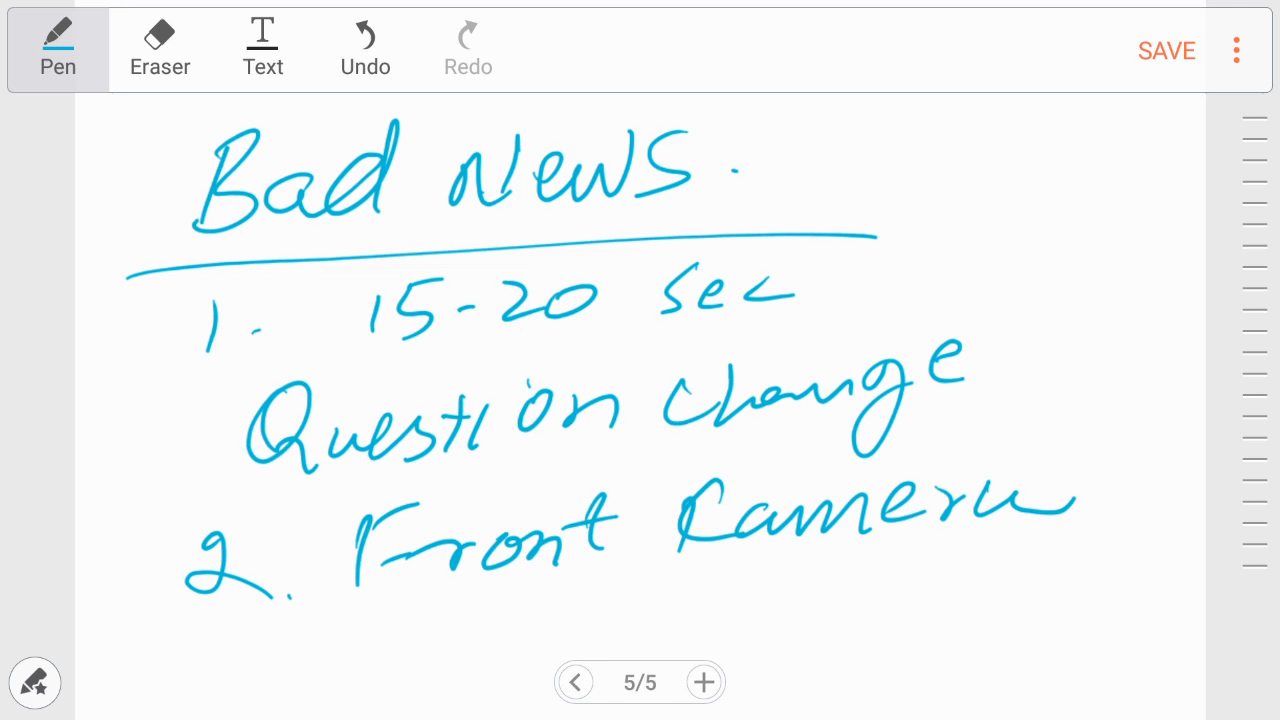 Pen Eraser Text Undo Redo SAVE
Bad News.
1. 15-20 sec
Question change
2. Front Camera
5/5